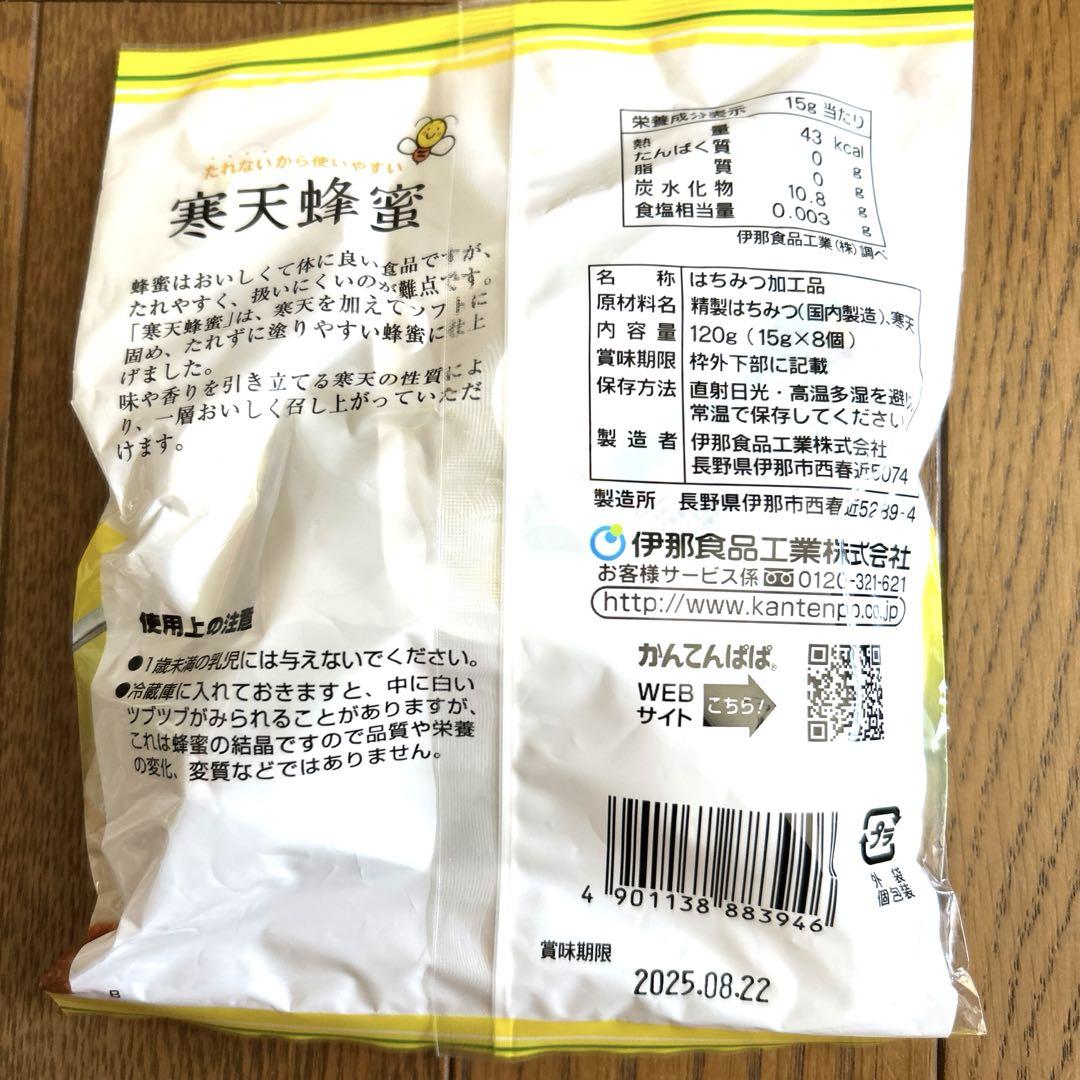 たれないから使いやすい
寒天蜂蜜
蜂蜜はおいしくて体に良い食品ですが、
たれやすく、扱いにくいのが難点です。
「寒天蜂蜜」は、寒天を加えてソフトに
固め、たれずに塗りやすい蜂蜜に仕上
げました。
味や香りを引き立てる寒天の性質によ
り、一層おいしく召し上がっていただ
けます。
使用上の注意
●1歳未満の乳児には与えないでください。
●冷蔵庫に入れておきますと、中に白い
ツブツブがみられることがありますが、
これは蜂蜜の結晶ですので品質や栄養
の変化、変質などではありません。
栄養成分表示 15g当たり
熱量 43 kcal
たんぱく質 0 g
脂質 0 g
炭水化物 10.8 g
食塩相当量 0.003 g
伊那食品工業(株)調べ
名称 はちみつ加工品
原材料名 精製はちみつ(国内製造)、寒天
内容量 120g(15g×8個)
賞味期限 枠外下部に記載
保存方法 直射日光・高温多湿を避け
常温で保存してください
製造者 伊那食品工業株式会社
長野県伊那市西春近5074
製造所 長野県伊那市西春近5289-4
伊那食品工業株式会社
お客様サービス係 0120-321-621
http://www.kantenpp.co.jp
かんてんぱぱ®
WEB
サイト
こちら!
4 901138 883946
プラ
外袋
個包装
賞味期限
2025.08.22
B